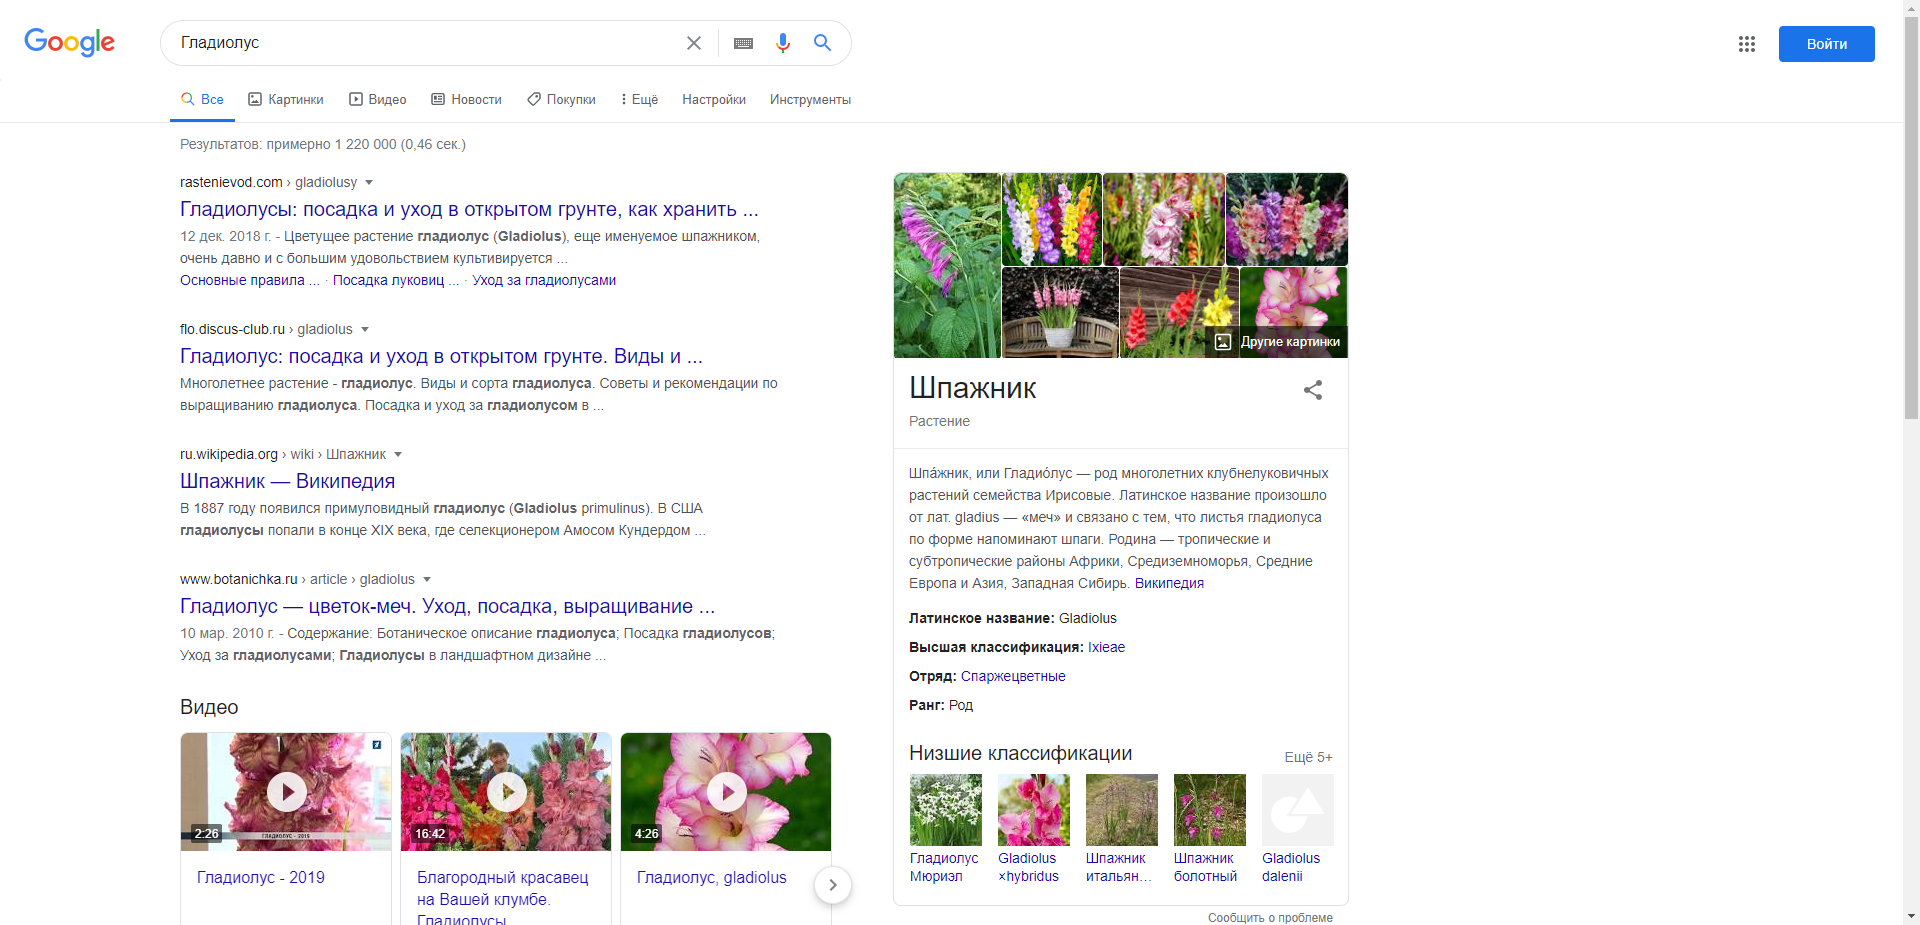 Google
Гладиолус
Войти
Все
Картинки
Видео
Новости
Покупки
Ещё
Настройки
Инструменты
Результатов: примерно 1 220 000 (0,46 сек.)
rastenievod.com › gladiolusy
Гладиолусы: посадка и уход в открытом грунте, как хранить ...
12 дек. 2018 г. - Цветущее растение гладиолус (Gladiolus), еще именуемое шпажником,
очень давно и с большим удовольствием культивируется ...
Основные правила ... · Посадка луковиц ... · Уход за гладиолусами
flo.discus-club.ru › gladiolus
Гладиолус: посадка и уход в открытом грунте. Виды и ...
Многолетнее растение - гладиолус. Виды и сорта гладиолуса. Советы и рекомендации по
выращиванию гладиолуса. Посадка и уход за гладиолусом в ...
ru.wikipedia.org › wiki › Шпажник
Шпажник — Википедия
В 1887 году появился примуловидный гладиолус (Gladiolus primulinus). В США
гладиолусы попали в конце XIX века, где селекционером Амосом Кундердом ...
www.botanichka.ru › article › gladiolus
Гладиолус — цветок-меч. Уход, посадка, выращивание ...
10 мар. 2010 г. - Содержание: Ботаническое описание гладиолуса; Посадка гладиолусов;
Уход за гладиолусами; Гладиолусы в ландшафтном дизайне ...
Видео
2:26
ГЛАДИОЛУС - 2019
16:42
4:26
Гладиолус - 2019
Благородный красавец
на Вашей клумбе.
Гладиолусы
Гладиолус, gladiolus
Другие картинки
Шпажник
Растение
Шпа́жник, или Гладио́лус — род многолетних клубнелуковичных
растений семейства Ирисовые. Латинское название произошло
от лат. gladius — «меч» и связано с тем, что листья гладиолуса
по форме напоминают шпаги. Родина — тропические и
субтропические районы Африки, Средиземноморья, Средние
Европа и Азия, Западная Сибирь. Википедия
Латинское название: Gladiolus
Высшая классификация: Ixieae
Отряд: Спаржецветные
Ранг: Род
Низшие классификации
Ещё 5+
Гладиолус
Мюриэл
Gladiolus
×hybridus
Шпажник
итальян...
Шпажник
болотный
Gladiolus
dalenii
Сообщить о проблеме